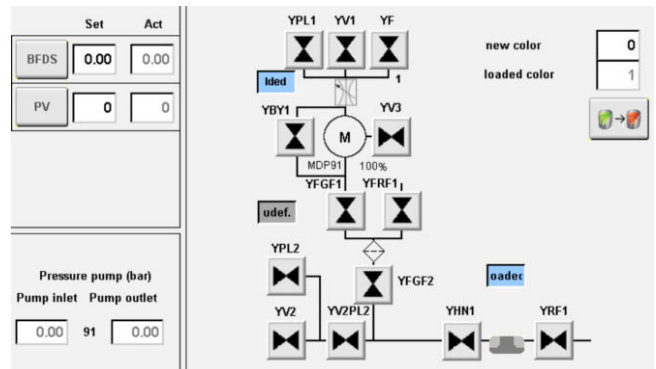 Set Act
BFDS 0.00 0.00
PV 0 0
Pressure pump (bar)
Pump inlet Pump outlet
0.00 91 0.00
YPL1 YV1 YF
lded
1
YBY1 YV3
M
MDP91 100%
YFGF1 YFRF1
udef.
YPL2
YFGF2
oadec
YV2 YV2PL2 YHN1 YRF1
new color 0
loaded color 1